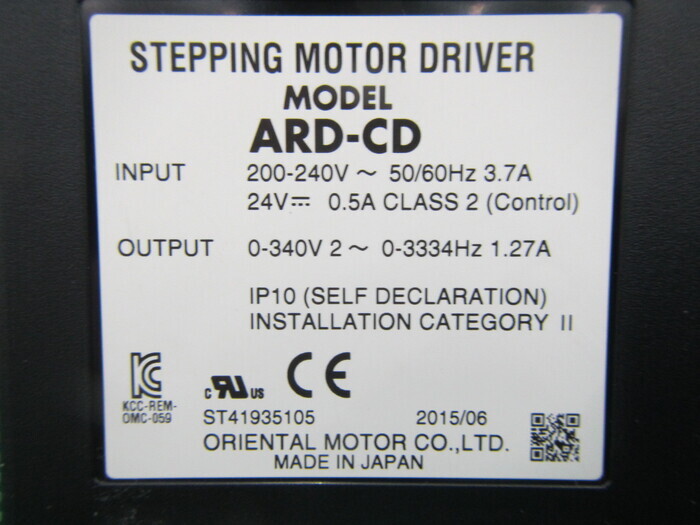 STEPPING MOTOR DRIVER
MODEL
ARD-CD
INPUT 200-240V ~ 50/60Hz 3.7A
24V⎓ 0.5A CLASS 2 (Control)
OUTPUT 0-340V 2~ 0-3334Hz 1.27A
IP10 (SELF DECLARATION)
INSTALLATION CATEGORY II
KCC-REM-
OMC-059
c RU US CE
ST41935105 2015/06
ORIENTAL MOTOR CO.,LTD.
MADE IN JAPAN